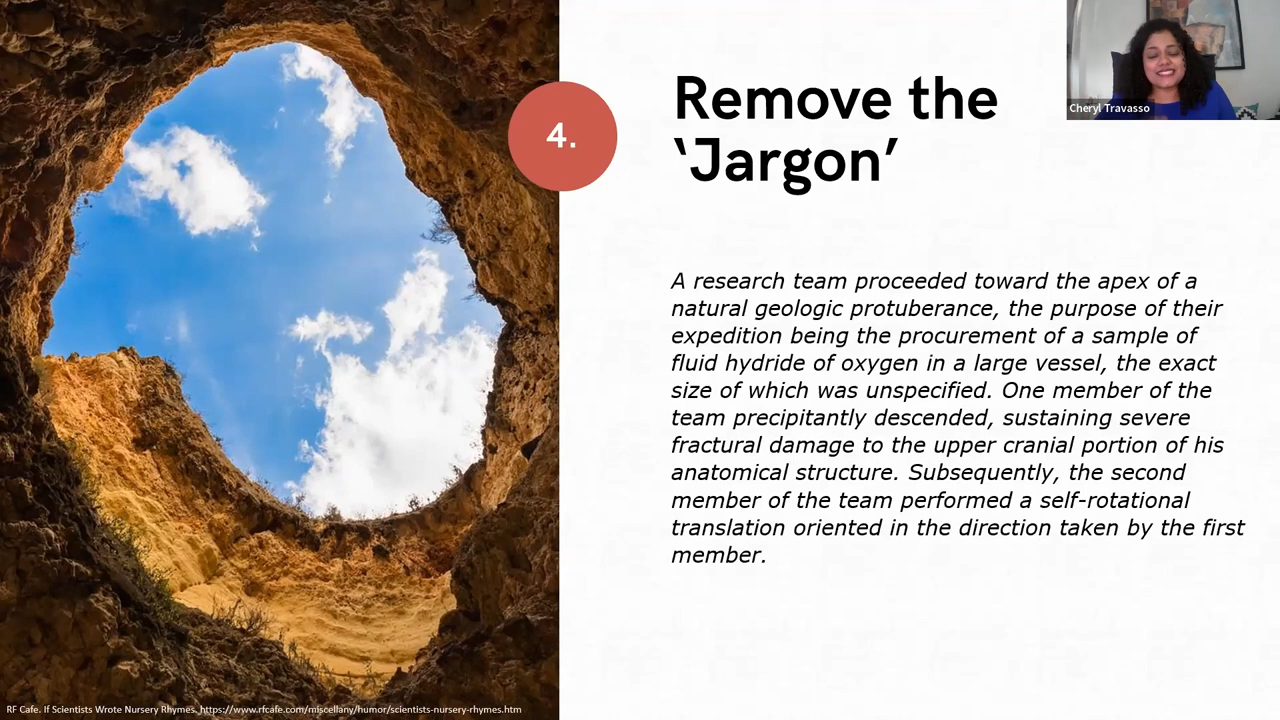 4.
Remove the
‘Jargon’
Cheryl Travasso
A research team proceeded toward the apex of a
natural geologic protuberance, the purpose of their
expedition being the procurement of a sample of
fluid hydride of oxygen in a large vessel, the exact
size of which was unspecified. One member of the
team precipitantly descended, sustaining severe
fractural damage to the upper cranial portion of his
anatomical structure. Subsequently, the second
member of the team performed a self-rotational
translation oriented in the direction taken by the first
member.
RF Cafe. If Scientists Wrote Nursery Rhymes. https://www.rfcafe.com/miscellany/humor/scientists-nursery-rhymes.htm